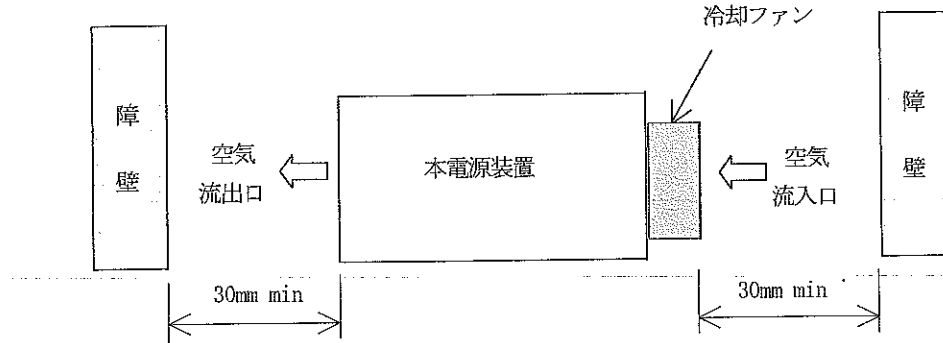 冷却ファン
障
壁
空気
流出口
本電源装置
空気
流入口
障
壁
30mm min
30mm min